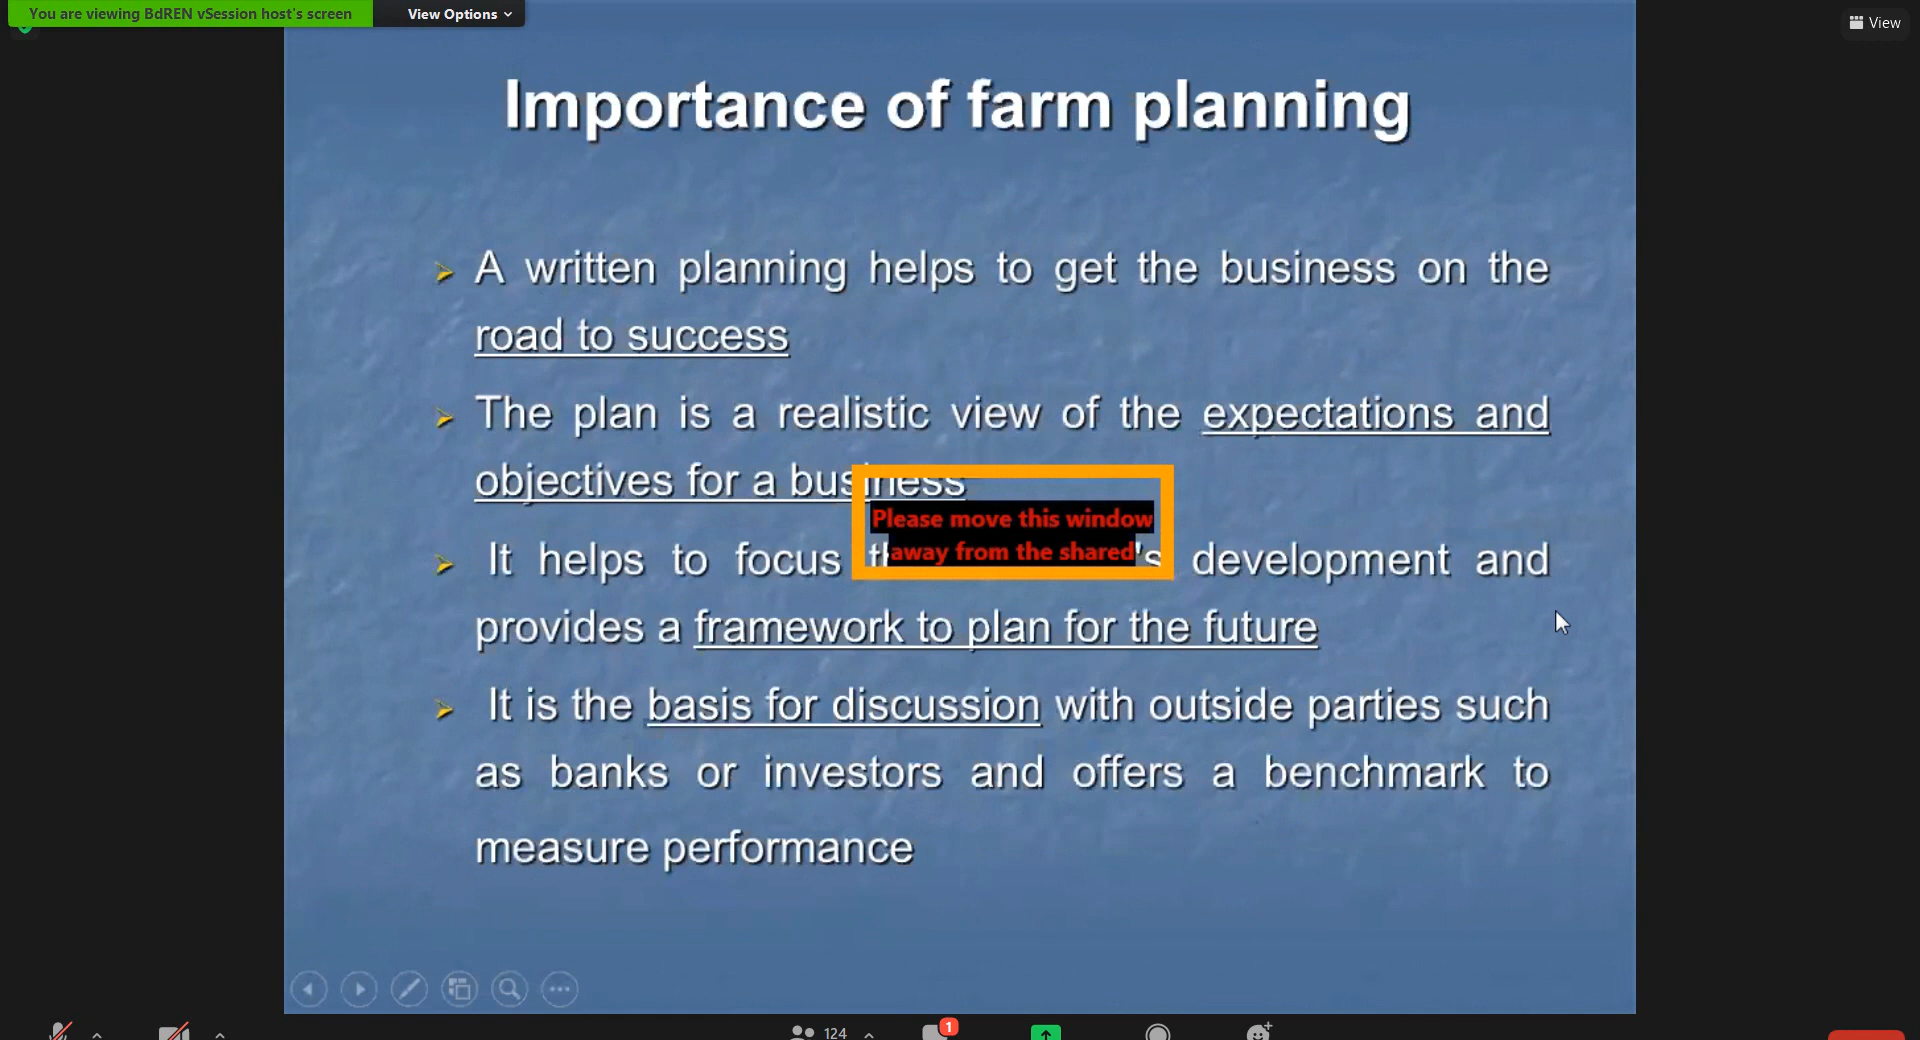 You are viewing BdREN vSession host's screen
View Options
View
Importance of farm planning
A written planning helps to get the business on the
road to success
The plan is a realistic view of the expectations and
objectives for a business
Please move this window
away from the shared
It helps to focus 's development and
provides a framework to plan for the future
It is the basis for discussion with outside parties such
as banks or investors and offers a benchmark to
measure performance
124
1